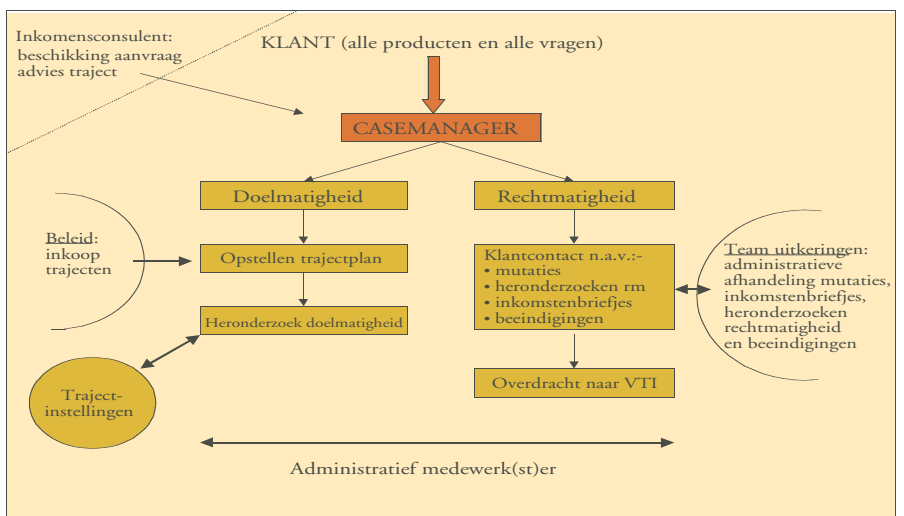 Inkomensconsulent:
beschikking aanvraag
advies traject
KLANT (alle producten en alle vragen)
CASEMANAGER
Doelmatigheid
Rechtmatigheid
Beleid:
inkoop
trajecten
Opstellen trajectplan
Klantcontact n.a.v.:-
• mutaties
• heronderzoeken rm
• inkomstenbriefjes
• beeindigingen
Team uitkeringen:
administratieve
afhandeling mutaties,
inkomstenbriefjes,
heronderzoeken
rechtmatigheid
en beeindigingen
Heronderzoek doelmatigheid
Traject-
instellingen
Overdracht naar VTI
Administratief medewerk(st)er